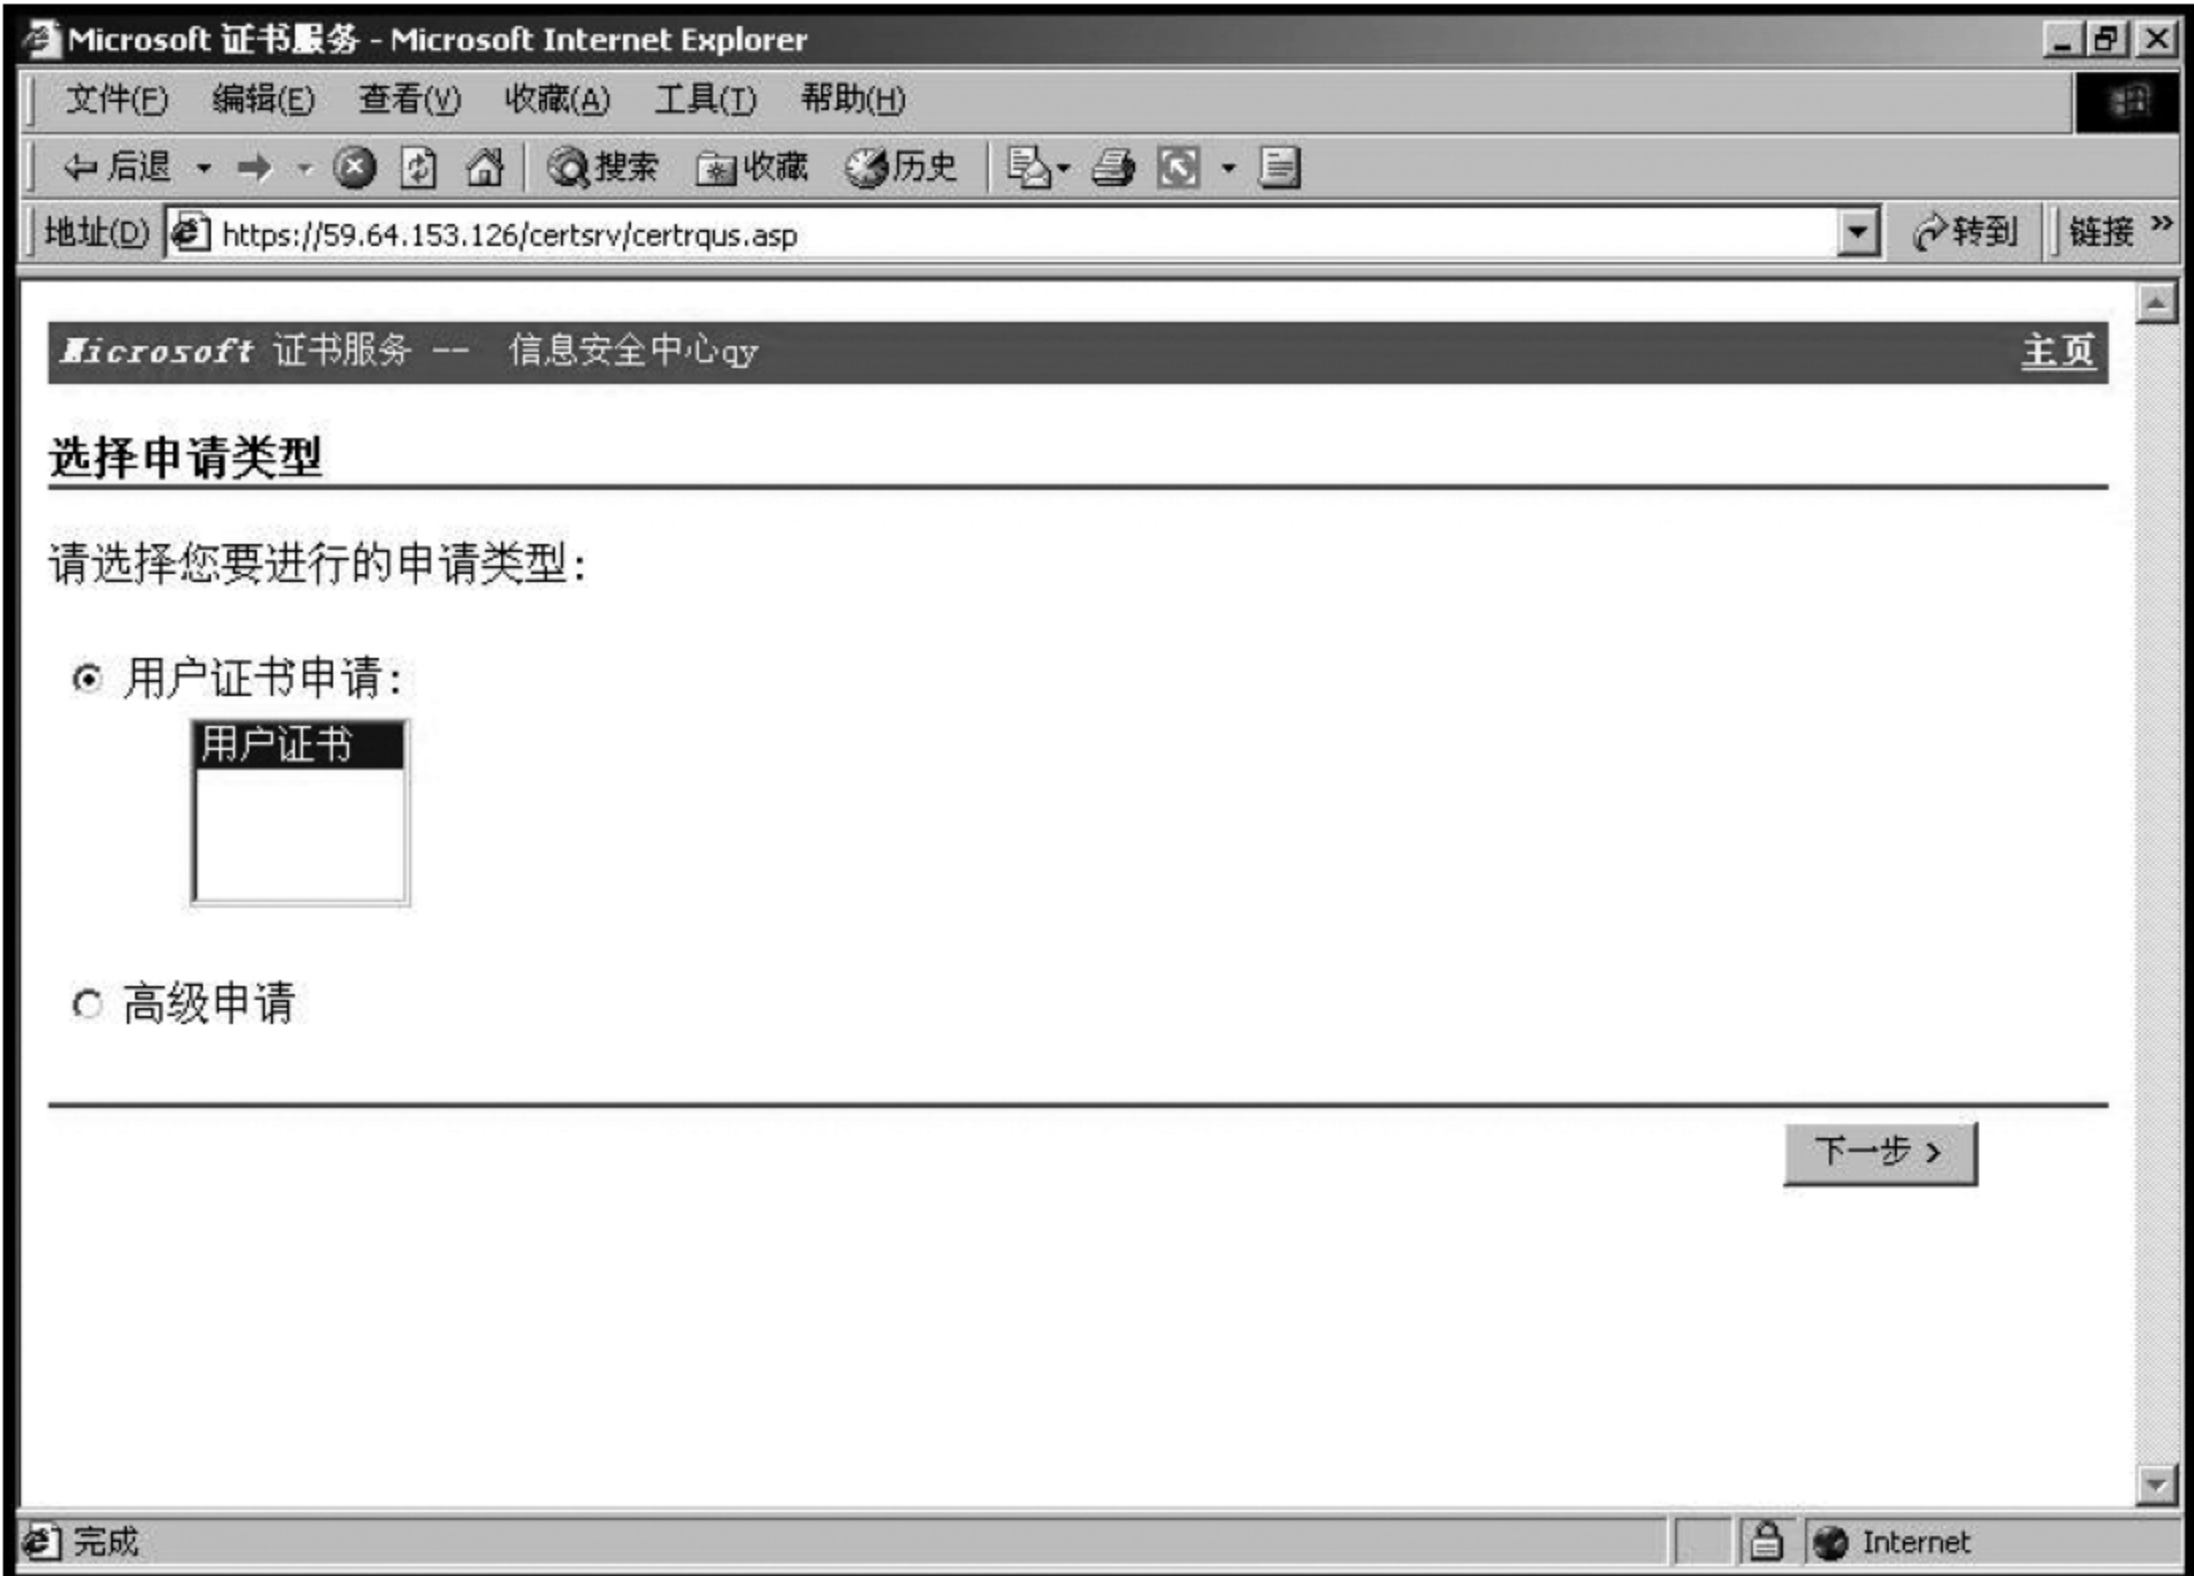 Microsoft 证书服务 - Microsoft Internet Explorer
文件(F) 编辑(E) 查看(V) 收藏(A) 工具(T) 帮助(H)
后退 搜索 收藏 历史
地址(D) https://59.64.153.126/certsrv/certrqus.asp 转到 链接 »
Microsoft 证书服务 -- 信息安全中心qy 主页
选择申请类型
请选择您要进行的申请类型:
用户证书申请:
用户证书
高级申请
下一步 >
完成 Internet